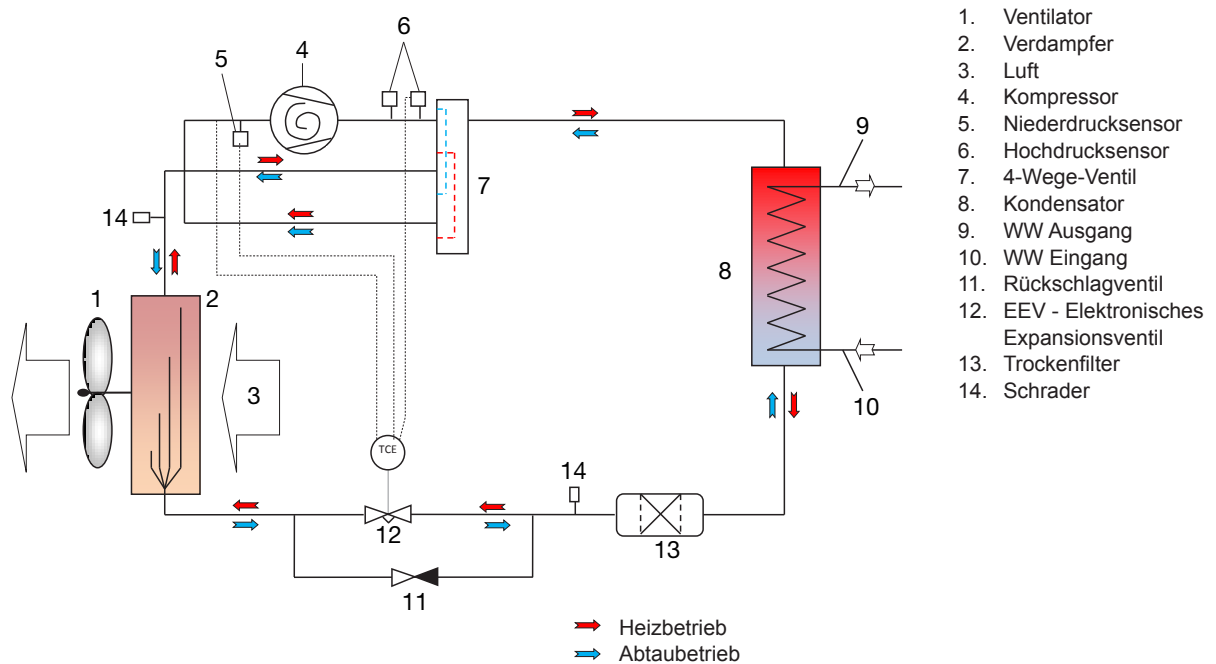 6
4
5
7
14
1
2
3
TCE
12
11
14
13
8
9
10
Heizbetrieb
Abtaubetrieb
1. Ventilator
2. Verdampfer
3. Luft
4. Kompressor
5. Niederdrucksensor
6. Hochdrucksensor
7. 4-Wege-Ventil
8. Kondensator
9. WW Ausgang
10. WW Eingang
11. Rückschlagventil
12. EEV - Elektronisches
Expansionsventil
13. Trockenfilter
14. Schrader